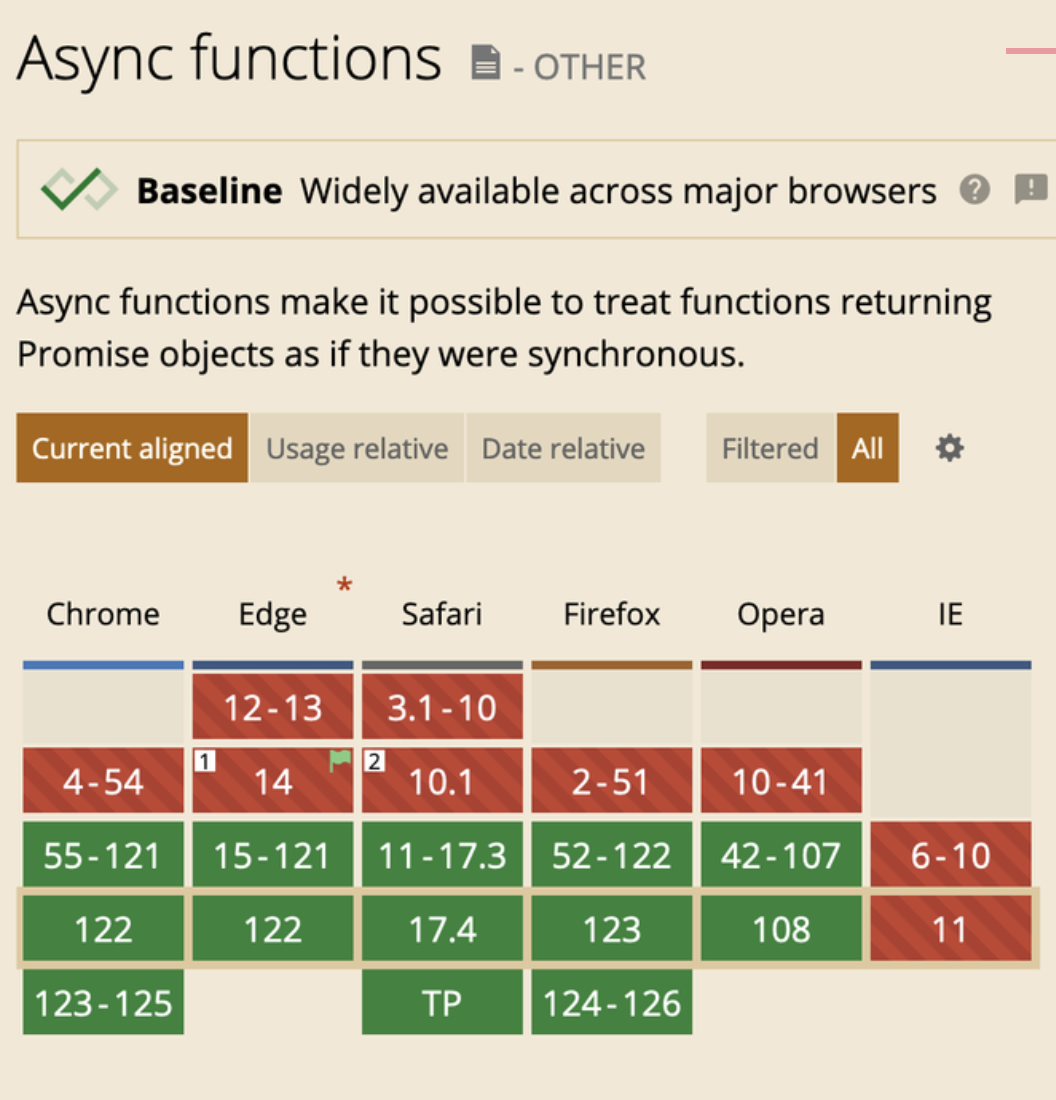 Async functions - OTHER
Baseline Widely available across major browsers
Async functions make it possible to treat functions returning
Promise objects as if they were synchronous.
Current aligned Usage relative Date relative Filtered All
*
Chrome Edge Safari Firefox Opera IE
12-13 3.1-10
4-54 1 14 2 10.1 2-51 10-41
55-121 15-121 11-17.3 52-122 42-107 6-10
122 122 17.4 123 108 11
123-125 TP 124-126